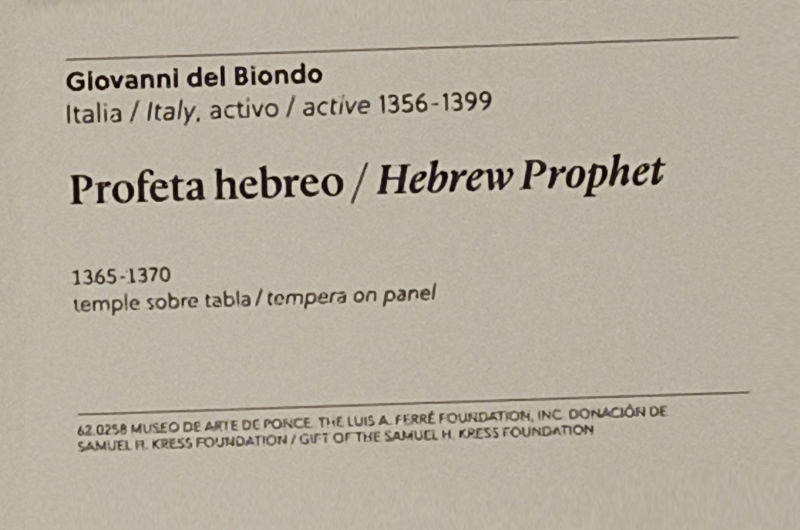 Giovanni del Biondo
Italia / Italy, activo / active 1356-1399
Profeta hebreo / Hebrew Prophet
1365-1370
temple sobre tabla / tempera on panel
62.0258 MUSEO DE ARTE DE PONCE. THE LUIS A. FERRÉ FOUNDATION, INC. DONACIÓN DE
SAMUEL H. KRESS FOUNDATION / GIFT OF THE SAMUEL H. KRESS FOUNDATION